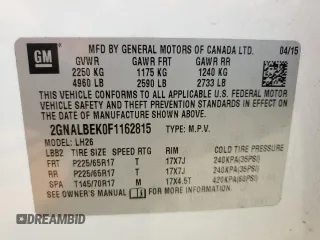 GM
MFD BY GENERAL MOTORS OF CANADA LTD. 04/15
GVWR GAWR FRT GAWR RR
2250 KG 1175 KG 1240 KG
4960 LB 2590 LB 2733 LB
THIS VEHICLE CONFORMS TO ALL APPLICABLE U.S. FEDERAL
MOTOR VEHICLE SAFETY STANDARDS IN EFFECT ON THE
DATE OF MANUFACTURE SHOWN ABOVE.
2GNALBEK0F1162815 TYPE: M.P.V.
MODEL: LH26
LBB2 TIRE SIZE SPEED RTG RIM COLD TIRE PRESSURE
FRT P225/65R17 T 17X7J 240KPA(35PSI)
RR P225/65R17 T 17X7J 240KPA(35PSI)
SPA T145/70R17 M 17X4.5T 420KPA(60PSI)
DREAMBID